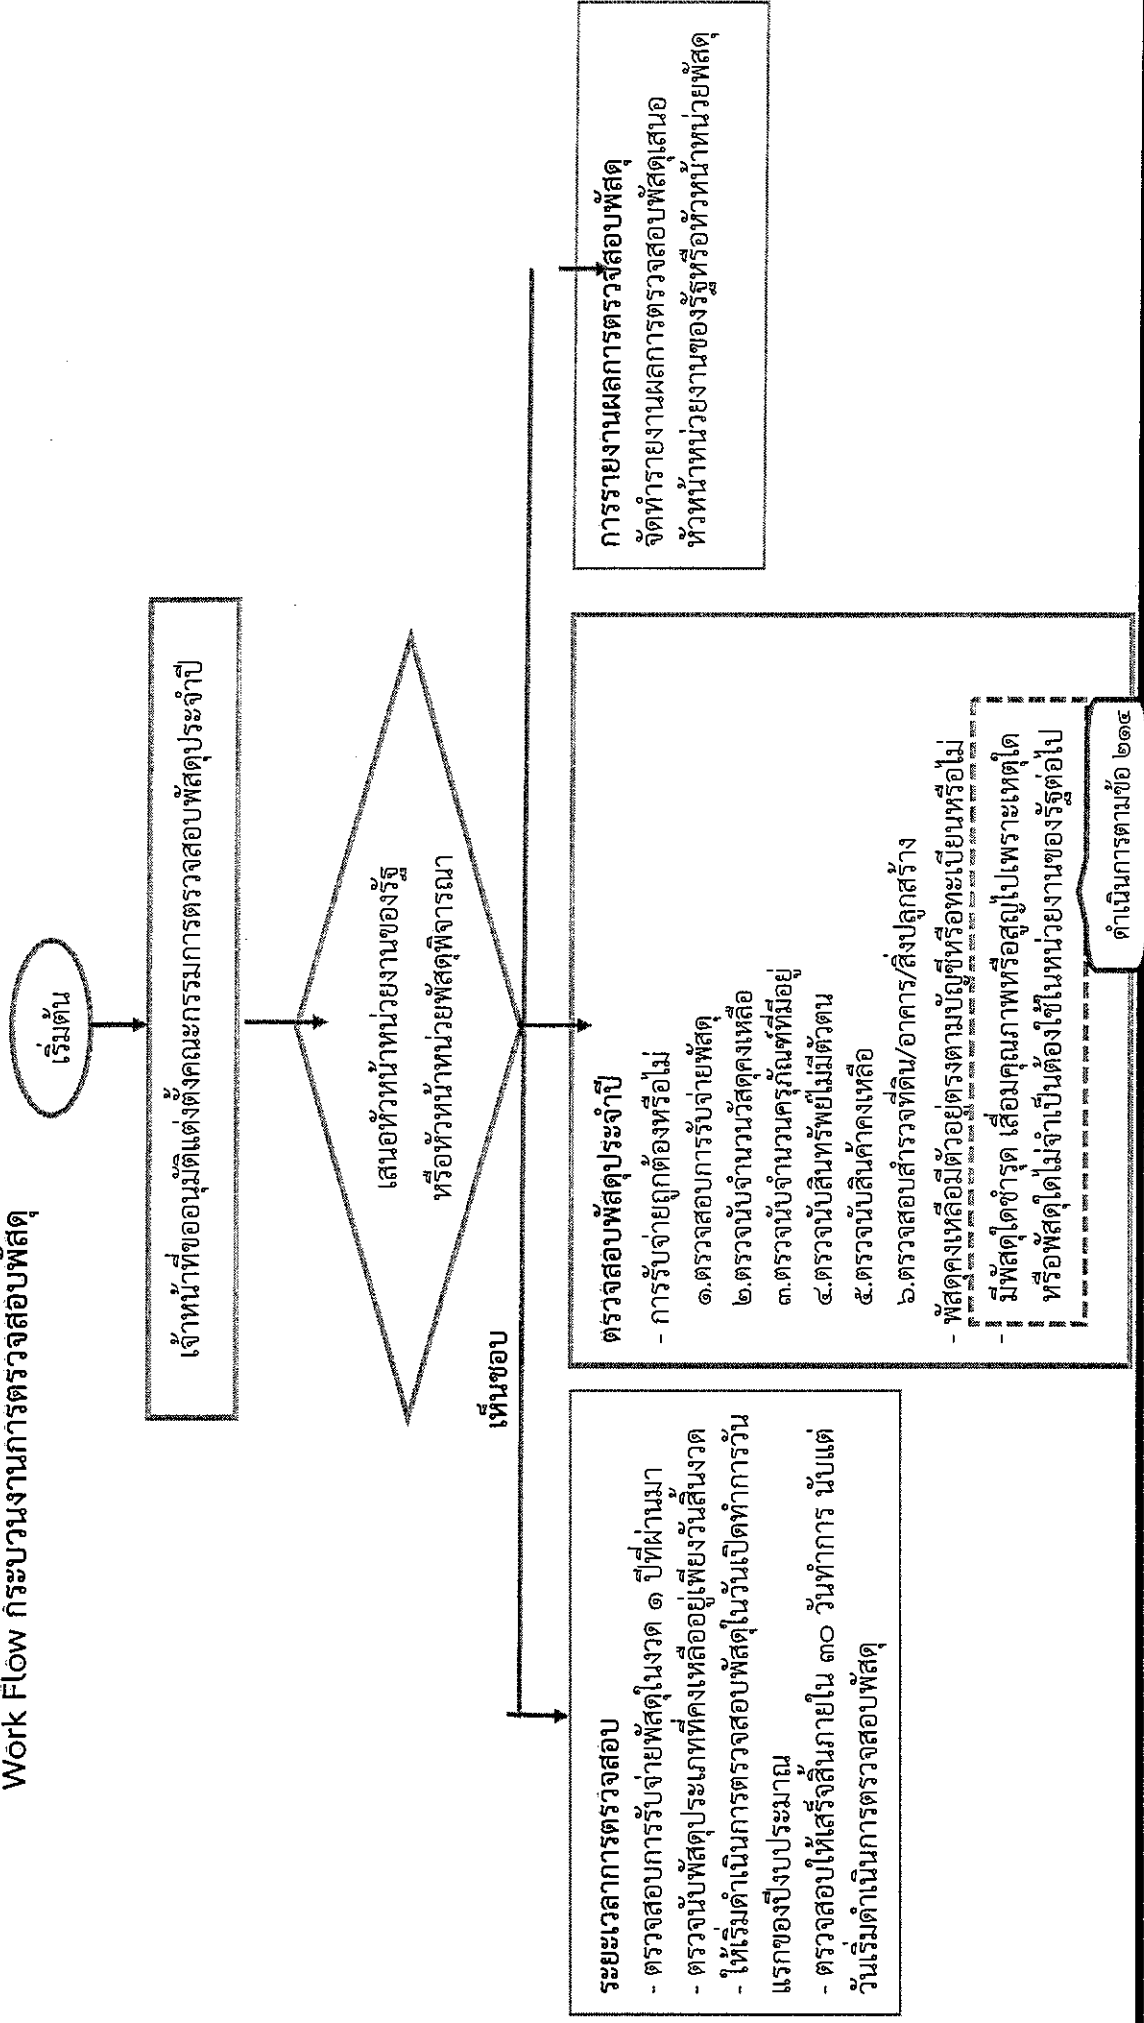 Work Flow กระบวนงานการตรวจสอบพัสดุ
เริ่มต้น
เจ้าหน้าที่ขออนุมัติแต่งตั้งคณะกรรมการตรวจสอบพัสดุประจำปี
เสนอหัวหน้าหน่วยงานของรัฐ
หรือหัวหน้าหน่วยพัสดุพิจารณา
เห็นชอบ
ระยะเวลาการตรวจสอบ
- ตรวจสอบการรับจ่ายพัสดุในงวด ๑ ปีที่ผ่านมา
- ตรวจนับพัสดุประเภทที่คงเหลืออยู่เพียงวันสิ้นงวด
- ให้เริ่มดำเนินการตรวจสอบพัสดุในวันเปิดทำการวัน
แรกของปีงบประมาณ
- ตรวจสอบให้เสร็จสิ้นภายใน ๓๐ วันทำการ นับแต่
วันเริ่มดำเนินการตรวจสอบพัสดุ
ตรวจสอบพัสดุประจำปี
- การรับจ่ายถูกต้องหรือไม่
๑.ตรวจสอบการรับจ่ายพัสดุ
๒.ตรวจนับจำนวนวัสดุคงเหลือ
๓.ตรวจนับจำนวนครุภัณฑ์ที่มีอยู่
๔.ตรวจนับสินทรัพย์ไม่มีตัวตน
๕.ตรวจนับสินค้าคงเหลือ
๖.ตรวจสอบสำรวจที่ดิน/อาคาร/สิ่งปลูกสร้าง
- พัสดุคงเหลือมีตัวอยู่ตรงตามบัญชีหรือทะเบียนหรือไม่
- มีพัสดุใดชำรุด เสื่อมคุณภาพหรือสูญไปเพราะเหตุใด
หรือพัสดุใดไม่จำเป็นต้องใช้ในหน่วยงานของรัฐต่อไป
ดำเนินการตามข้อ ๒๑๔
การรายงานผลการตรวจสอบพัสดุ
จัดทำรายงานผลการตรวจสอบพัสดุเสนอ
หัวหน้าหน่วยงานของรัฐหรือหัวหน้าหน่วยพัสดุ